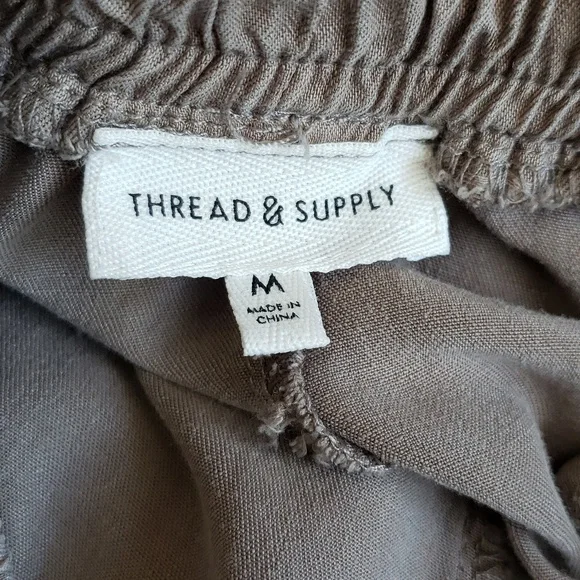 THREAD & SUPPLY
M
MADE IN
CHINA